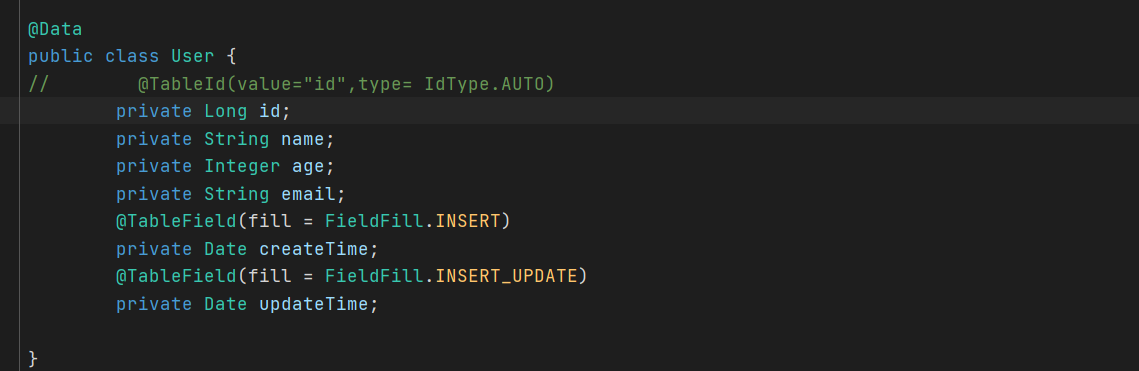 @Data
public class User {
//        @TableId(value="id",type= IdType.AUTO)
        private Long id;
        private String name;
        private Integer age;
        private String email;
        @TableField(fill = FieldFill.INSERT)
        private Date createTime;
        @TableField(fill = FieldFill.INSERT_UPDATE)
        private Date updateTime;
}